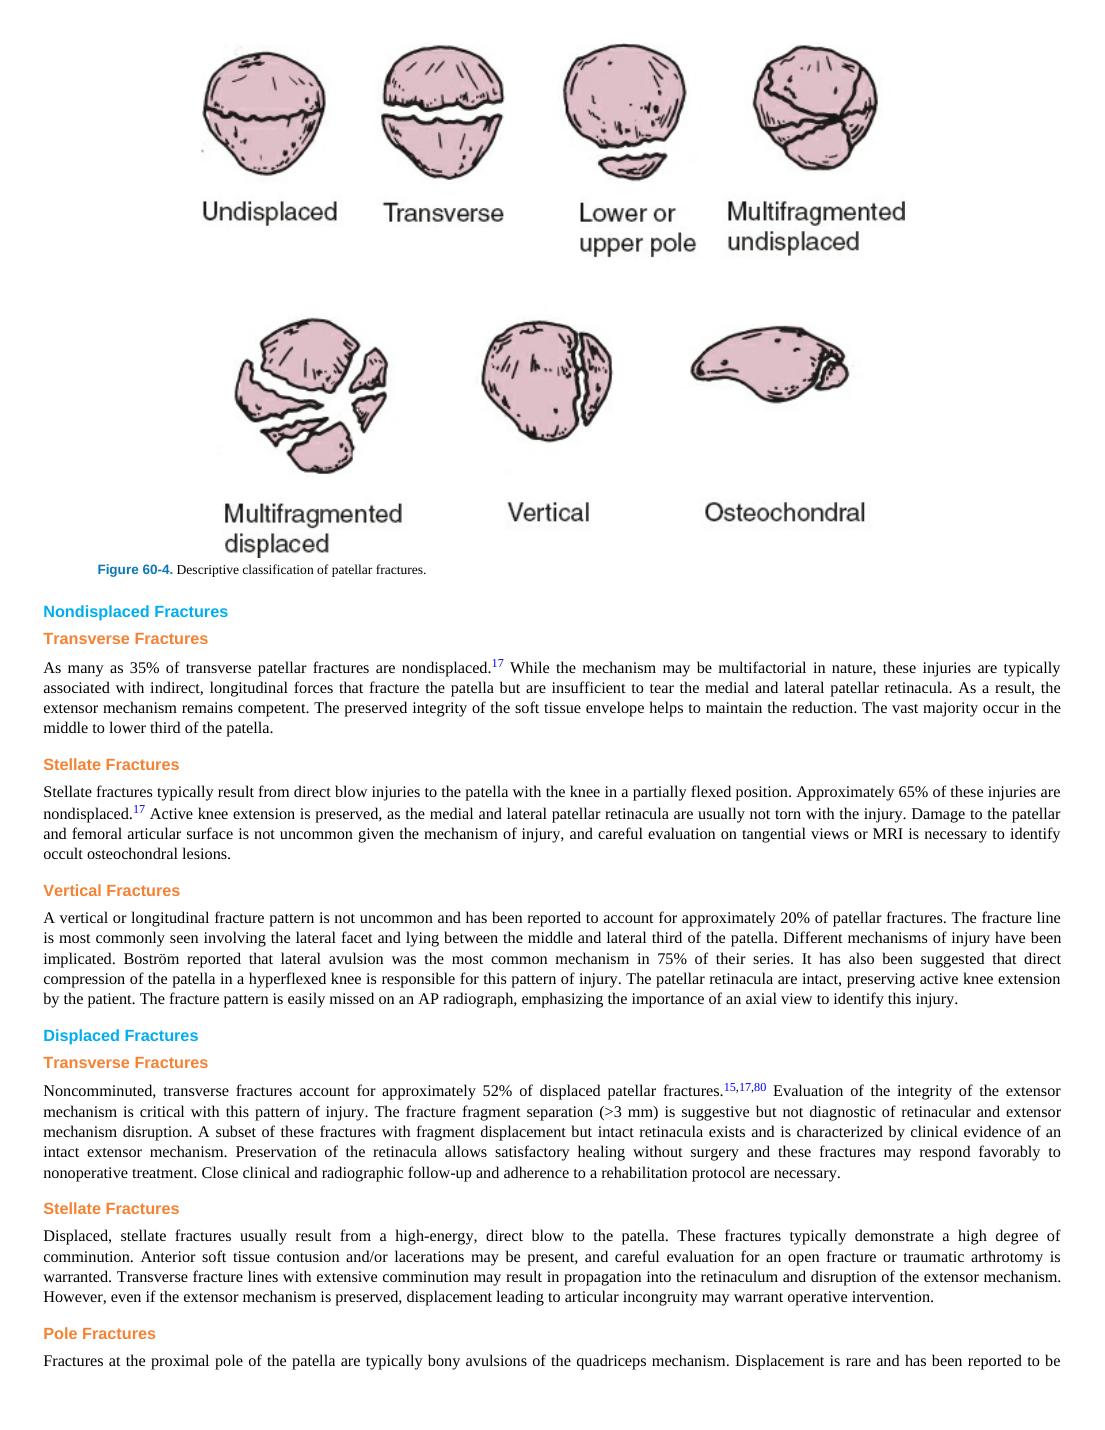 Undisplaced
Transverse
Lower or
upper pole
Multifragmented
undisplaced
Multifragmented
displaced
Vertical
Osteochondral
Figure 60-4. Descriptive classification of patellar fractures.
Nondisplaced Fractures
Transverse Fractures
As many as 35% of transverse patellar fractures are nondisplaced.17 While the mechanism may be multifactorial in nature, these injuries are typically
associated with indirect, longitudinal forces that fracture the patella but are insufficient to tear the medial and lateral patellar retinacula. As a result, the
extensor mechanism remains competent. The preserved integrity of the soft tissue envelope helps to maintain the reduction. The vast majority occur in the
middle to lower third of the patella.
Stellate Fractures
Stellate fractures typically result from direct blow injuries to the patella with the knee in a partially flexed position. Approximately 65% of these injuries are
nondisplaced.17 Active knee extension is preserved, as the medial and lateral patellar retinacula are usually not torn with the injury. Damage to the patellar
and femoral articular surface is not uncommon given the mechanism of injury, and careful evaluation on tangential views or MRI is necessary to identify
occult osteochondral lesions.
Vertical Fractures
A vertical or longitudinal fracture pattern is not uncommon and has been reported to account for approximately 20% of patellar fractures. The fracture line
is most commonly seen involving the lateral facet and lying between the middle and lateral third of the patella. Different mechanisms of injury have been
implicated. Boström reported that lateral avulsion was the most common mechanism in 75% of their series. It has also been suggested that direct
compression of the patella in a hyperflexed knee is responsible for this pattern of injury. The patellar retinacula are intact, preserving active knee extension
by the patient. The fracture pattern is easily missed on an AP radiograph, emphasizing the importance of an axial view to identify this injury.
Displaced Fractures
Transverse Fractures
Noncomminuted, transverse fractures account for approximately 52% of displaced patellar fractures.15,17,80 Evaluation of the integrity of the extensor
mechanism is critical with this pattern of injury. The fracture fragment separation (>3 mm) is suggestive but not diagnostic of retinacular and extensor
mechanism disruption. A subset of these fractures with fragment displacement but intact retinacula exists and is characterized by clinical evidence of an
intact extensor mechanism. Preservation of the retinacula allows satisfactory healing without surgery and these fractures may respond favorably to
nonoperative treatment. Close clinical and radiographic follow-up and adherence to a rehabilitation protocol are necessary.
Stellate Fractures
Displaced, stellate fractures usually result from a high-energy, direct blow to the patella. These fractures typically demonstrate a high degree of
comminution. Anterior soft tissue contusion and/or lacerations may be present, and careful evaluation for an open fracture or traumatic arthrotomy is
warranted. Transverse fracture lines with extensive comminution may result in propagation into the retinaculum and disruption of the extensor mechanism.
However, even if the extensor mechanism is preserved, displacement leading to articular incongruity may warrant operative intervention.
Pole Fractures
Fractures at the proximal pole of the patella are typically bony avulsions of the quadriceps mechanism. Displacement is rare and has been reported to be